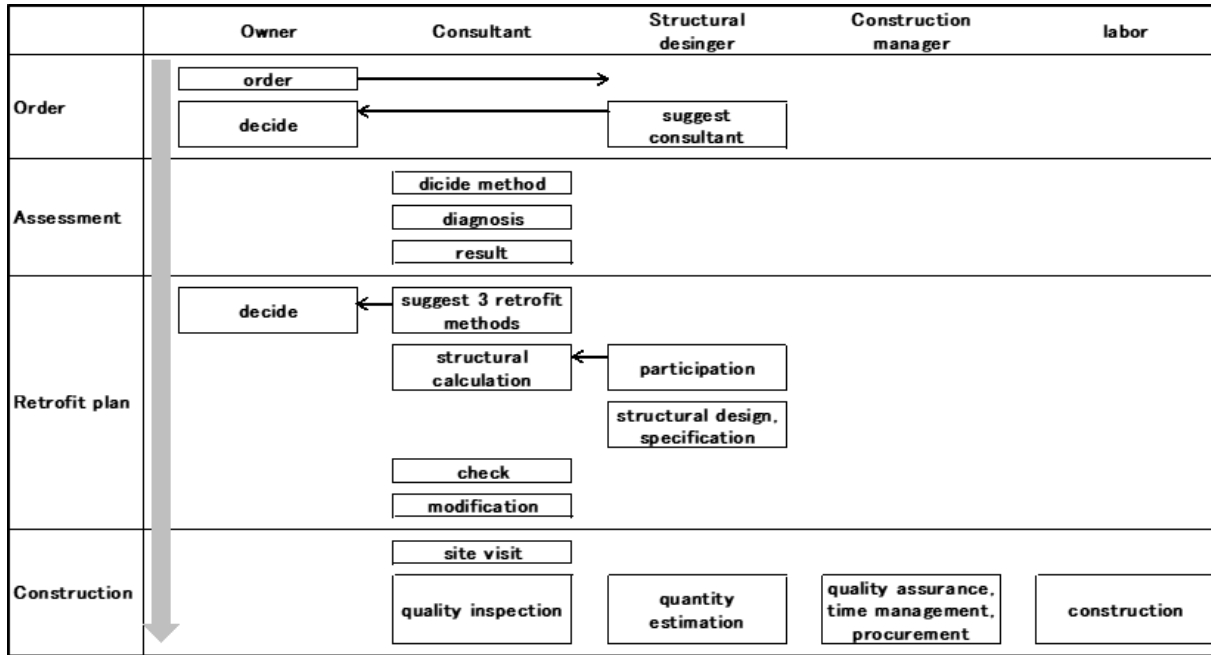 Owner
Consultant
Structural
desinger
Construction
manager
labor
Order
order
decide
suggest
consultant
Assessment
dicide method
diagnosis
result
Retrofit plan
decide
suggest 3 retrofit
methods
structural
calculation
participation
structural design,
specification
check
modification
Construction
site visit
quality inspection
quantity
estimation
quality assurance,
time management,
procurement
construction